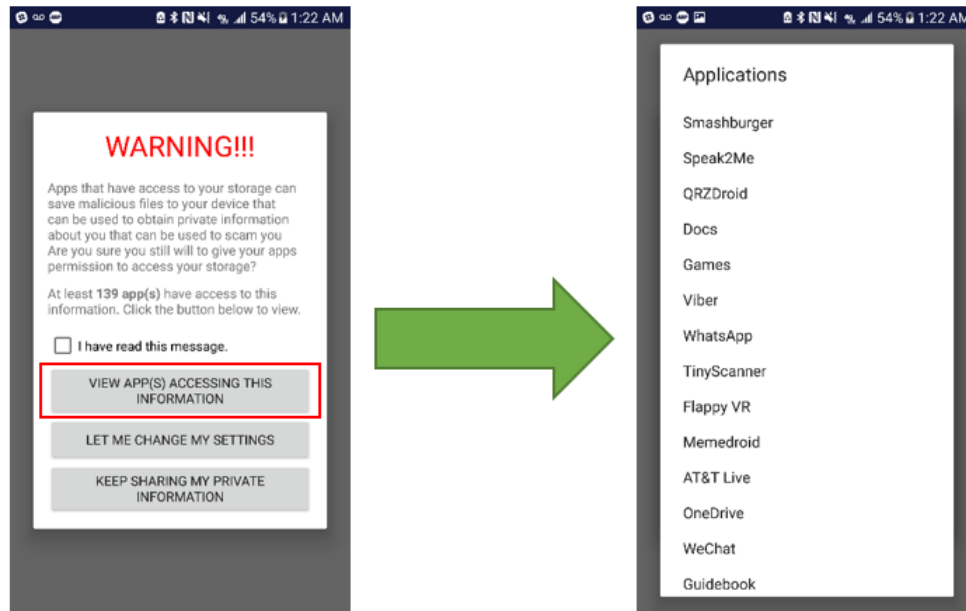 54% 1:22 AM
WARNING!!!
Apps that have access to your storage can
save malicious files to your device that
can be used to obtain private information
about you that can be used to scam you
Are you sure you still will to give your apps
permission to access your storage?
At least 139 app(s) have access to this
information. Click the button below to view.
I have read this message.
VIEW APP(S) ACCESSING THIS
INFORMATION
LET ME CHANGE MY SETTINGS
KEEP SHARING MY PRIVATE
INFORMATION
54% 1:22 AM
Applications
Smashburger
Speak2Me
QRZDroid
Docs
Games
Viber
WhatsApp
TinyScanner
Flappy VR
Memedroid
AT&T Live
OneDrive
WeChat
Guidebook